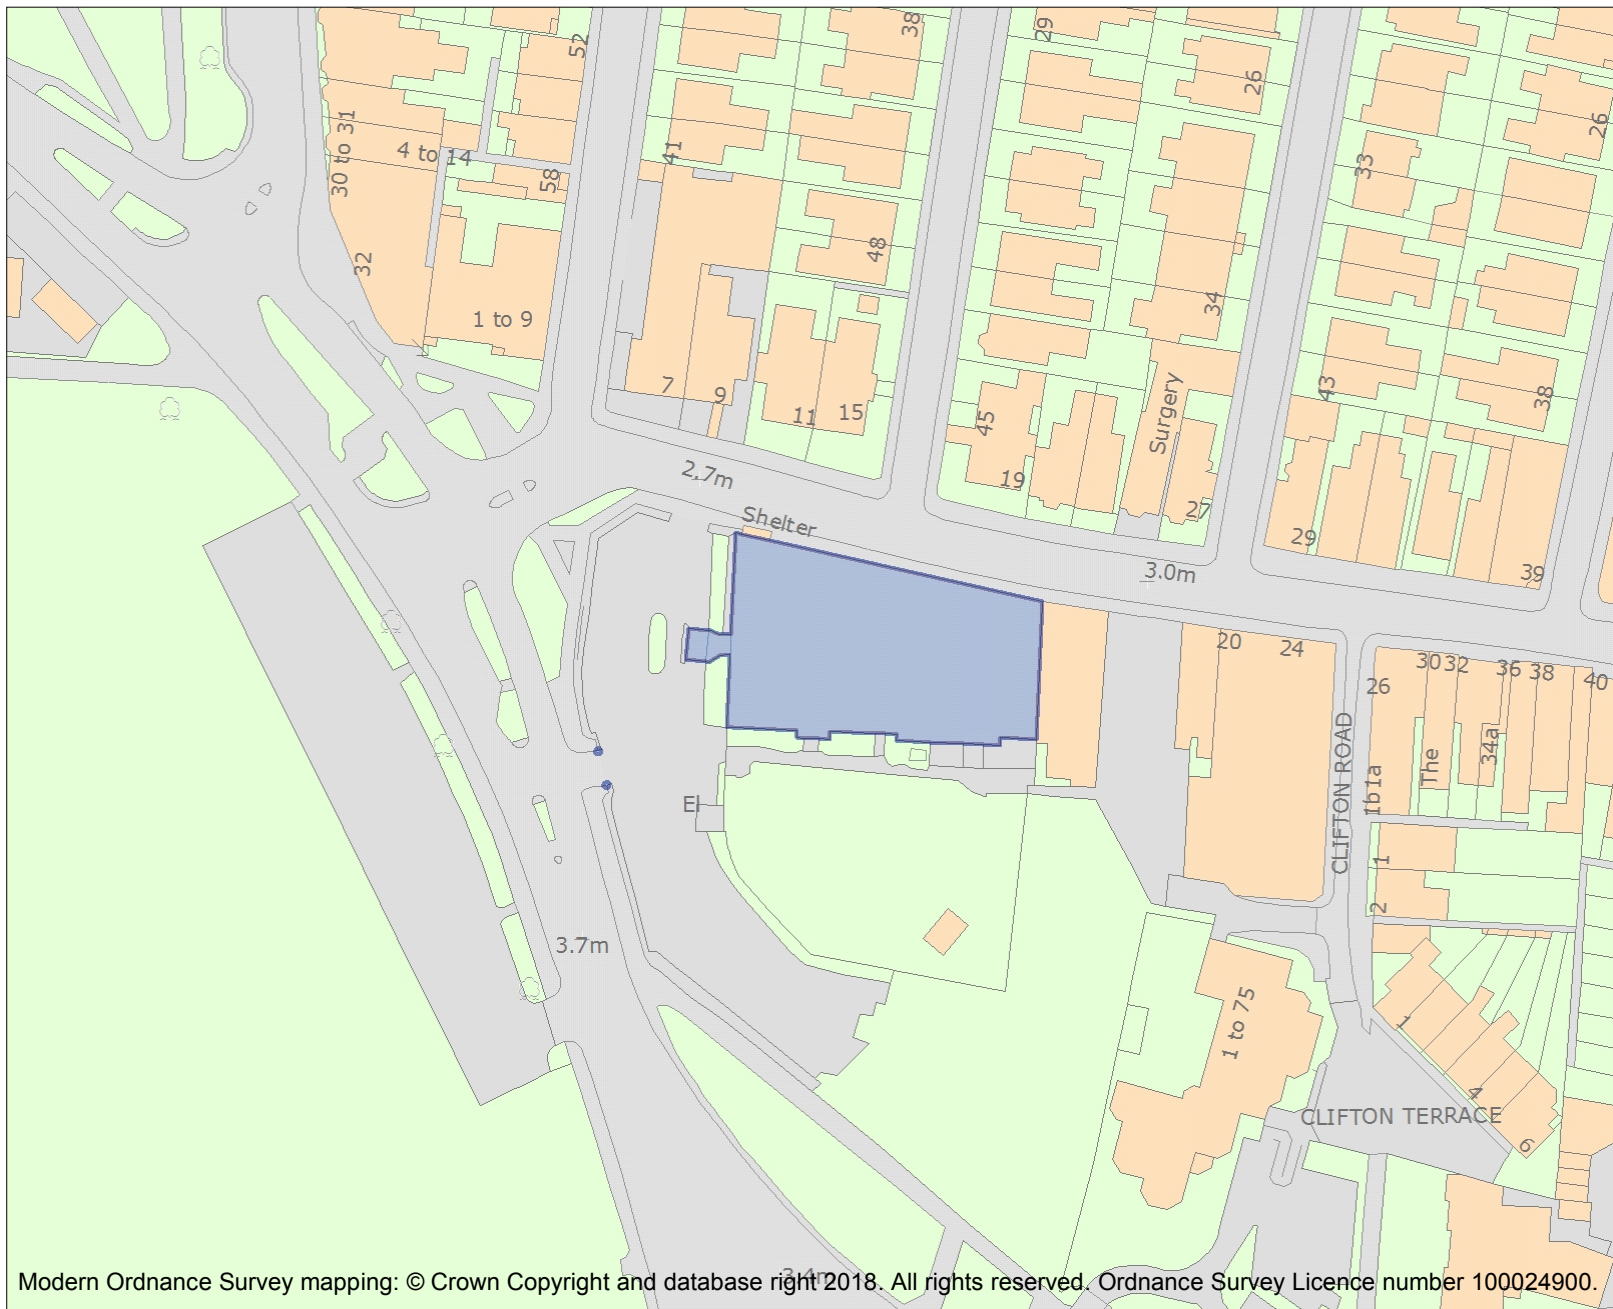 52
38
29
26
26
30 to 31
4 to 14
41
58
33
32
48
34
1 to 9
7
9
11
15
45
19
Surgery
27
43
38
29
39
2.7m
Shelter
3.0m
20
24
26
30
32
36
38
40
CLIFTON ROAD
1b1a
The
34a
El
1
2
3.7m
1 to 75
1
4
6
CLIFTON TERRACE
3.4m
Modern Ordnance Survey mapping: © Crown Copyright and database right 2018. All rights reserved. Ordnance Survey Licence number 100024900.